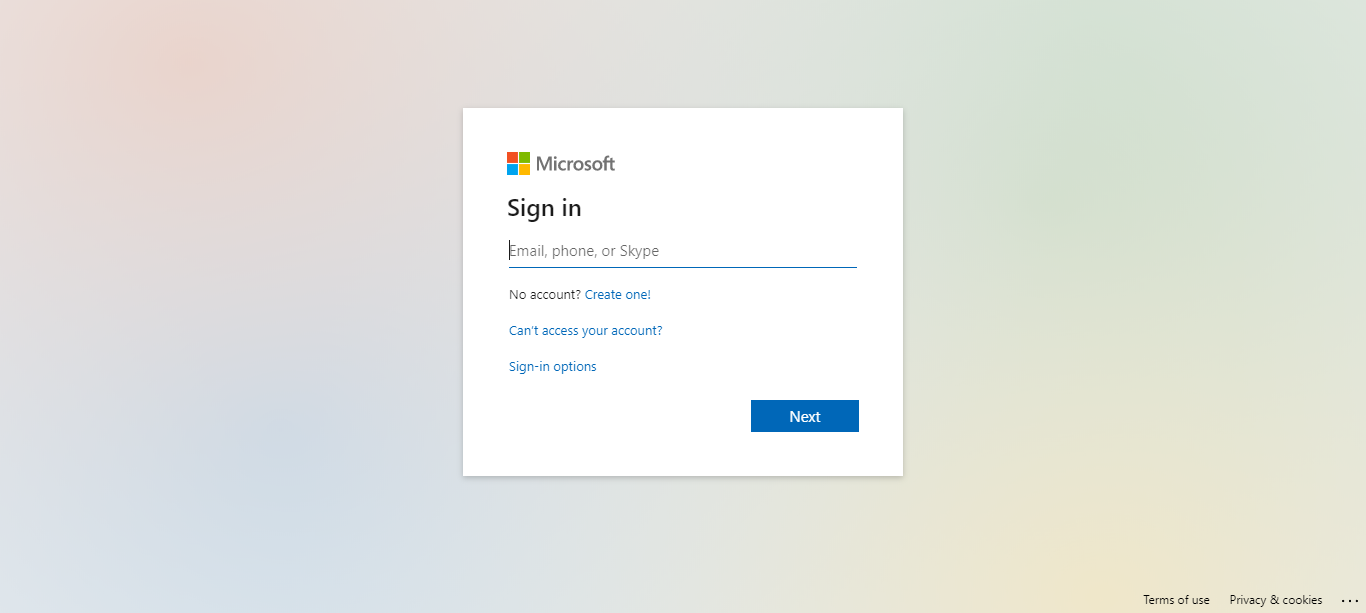 Microsoft
Sign in
Email, phone, or Skype
No account? Create one!
Can't access your account?
Sign-in options
Next
Terms of use Privacy & cookies ...